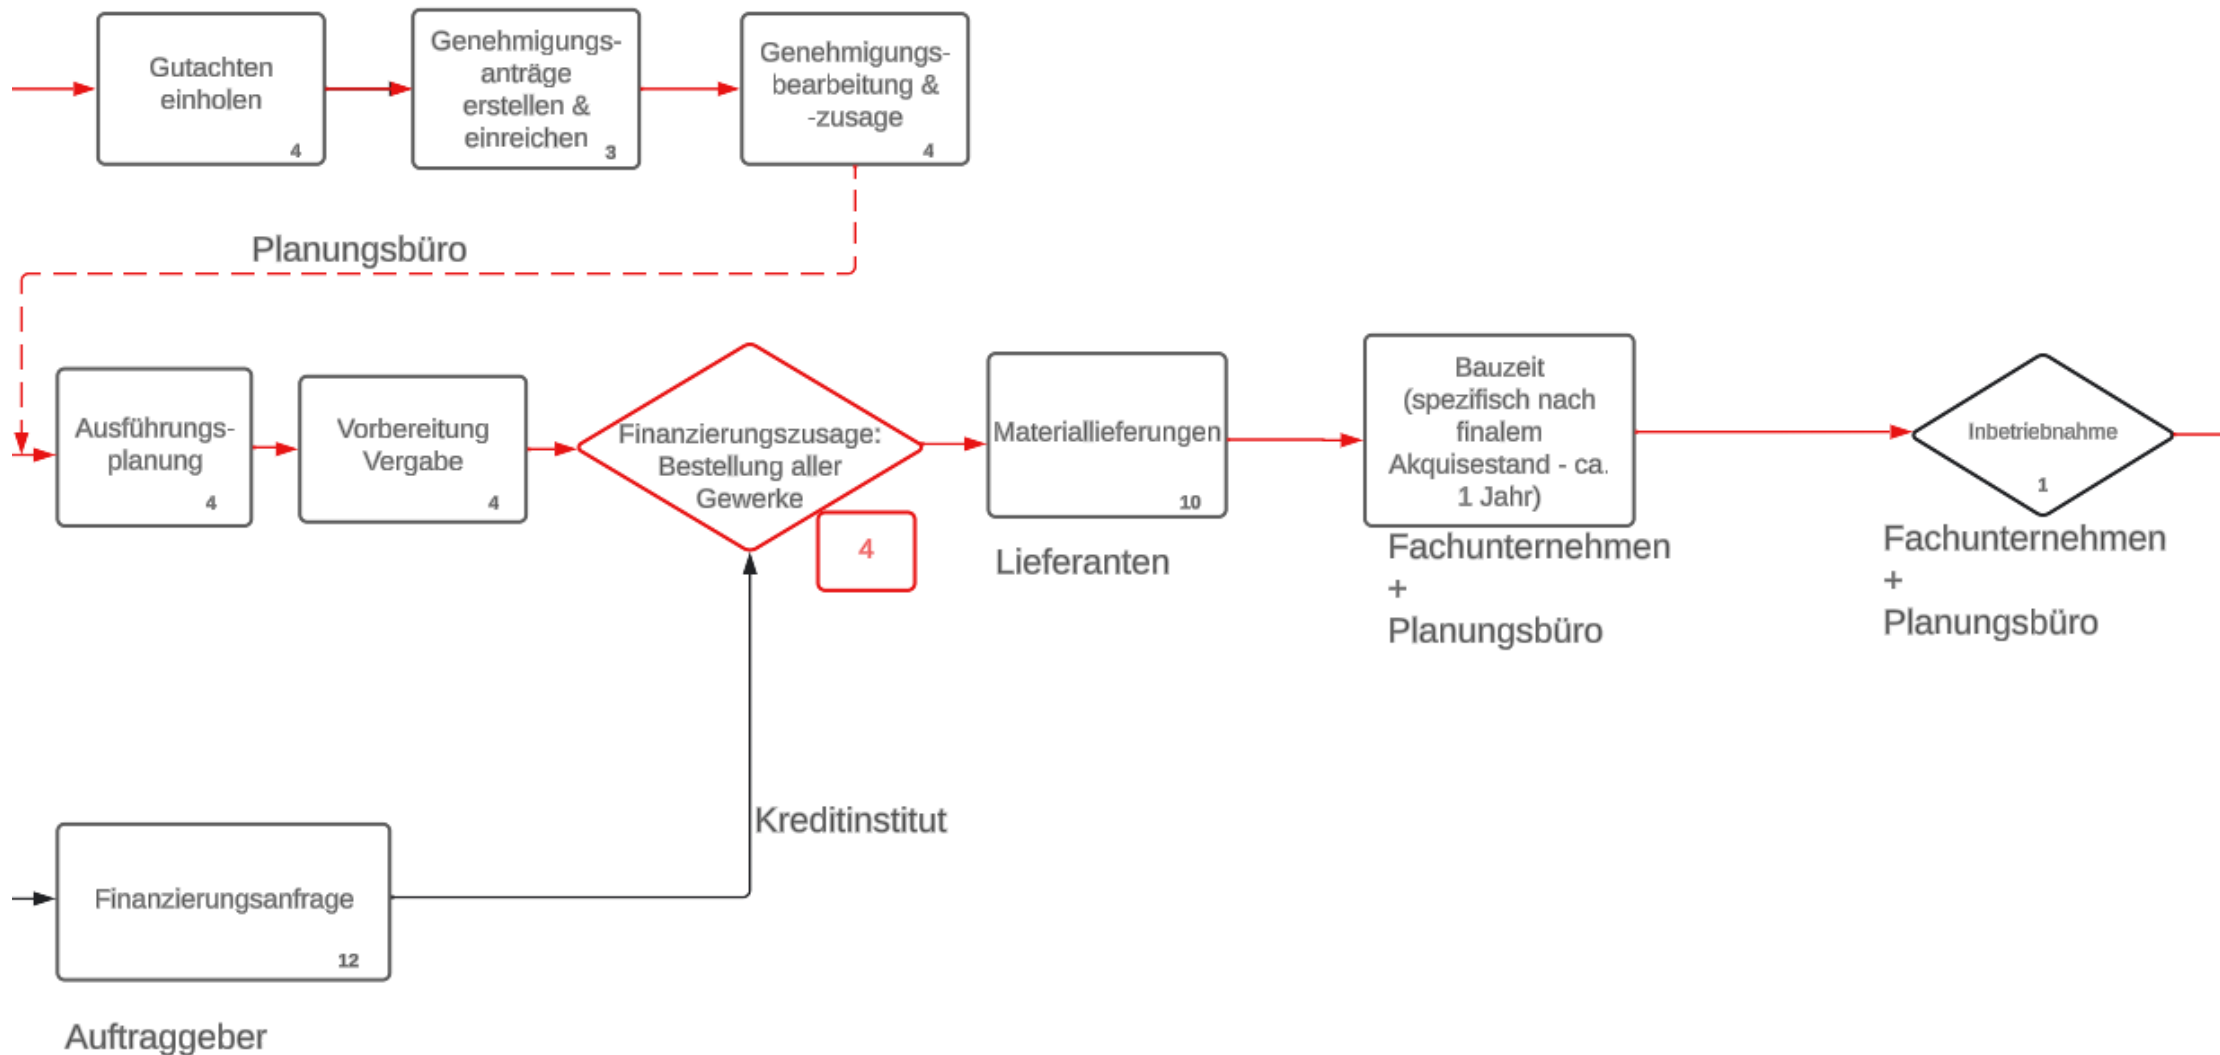 Gutachten
einholen
4
Genehmigungs-
anträge
erstellen &
einreichen
3
Genehmigungs-
bearbeitung &
-zusage
4
Planungsbüro
Ausführungs-
planung
4
Vorbereitung
Vergabe
4
Finanzierungszusage:
Bestellung aller
Gewerke
4
Materiallieferungen
10
Lieferanten
Bauzeit
(spezifisch nach
finalem
Akquisestand - ca.
1 Jahr)
Fachunternehmen
+
Planungsbüro
Inbetriebnahme
1
Fachunternehmen
+
Planungsbüro
Kreditinstitut
Finanzierungsanfrage
12
Auftraggeber